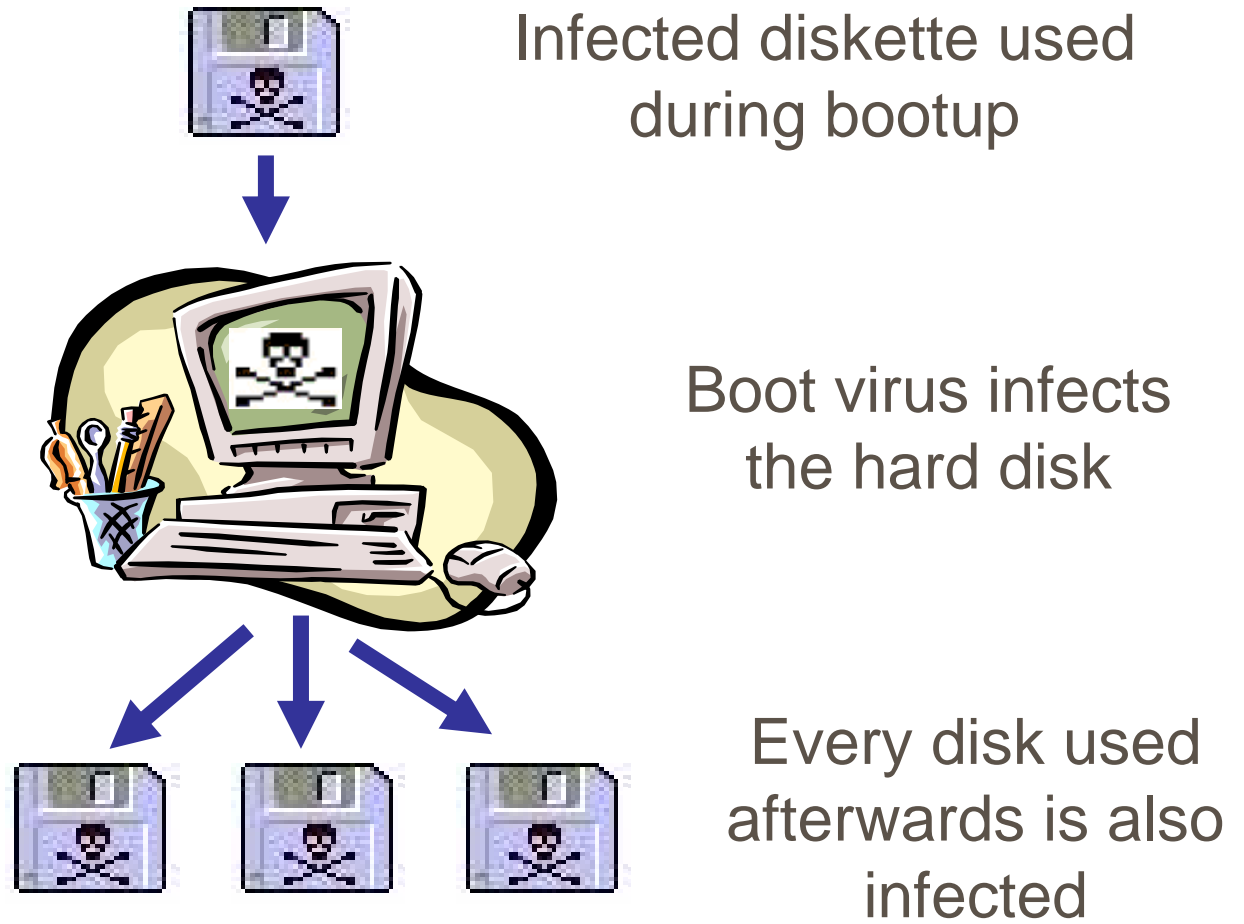 Infected diskette used
during bootup
Boot virus infects
the hard disk
Every disk used
afterwards is also
infected